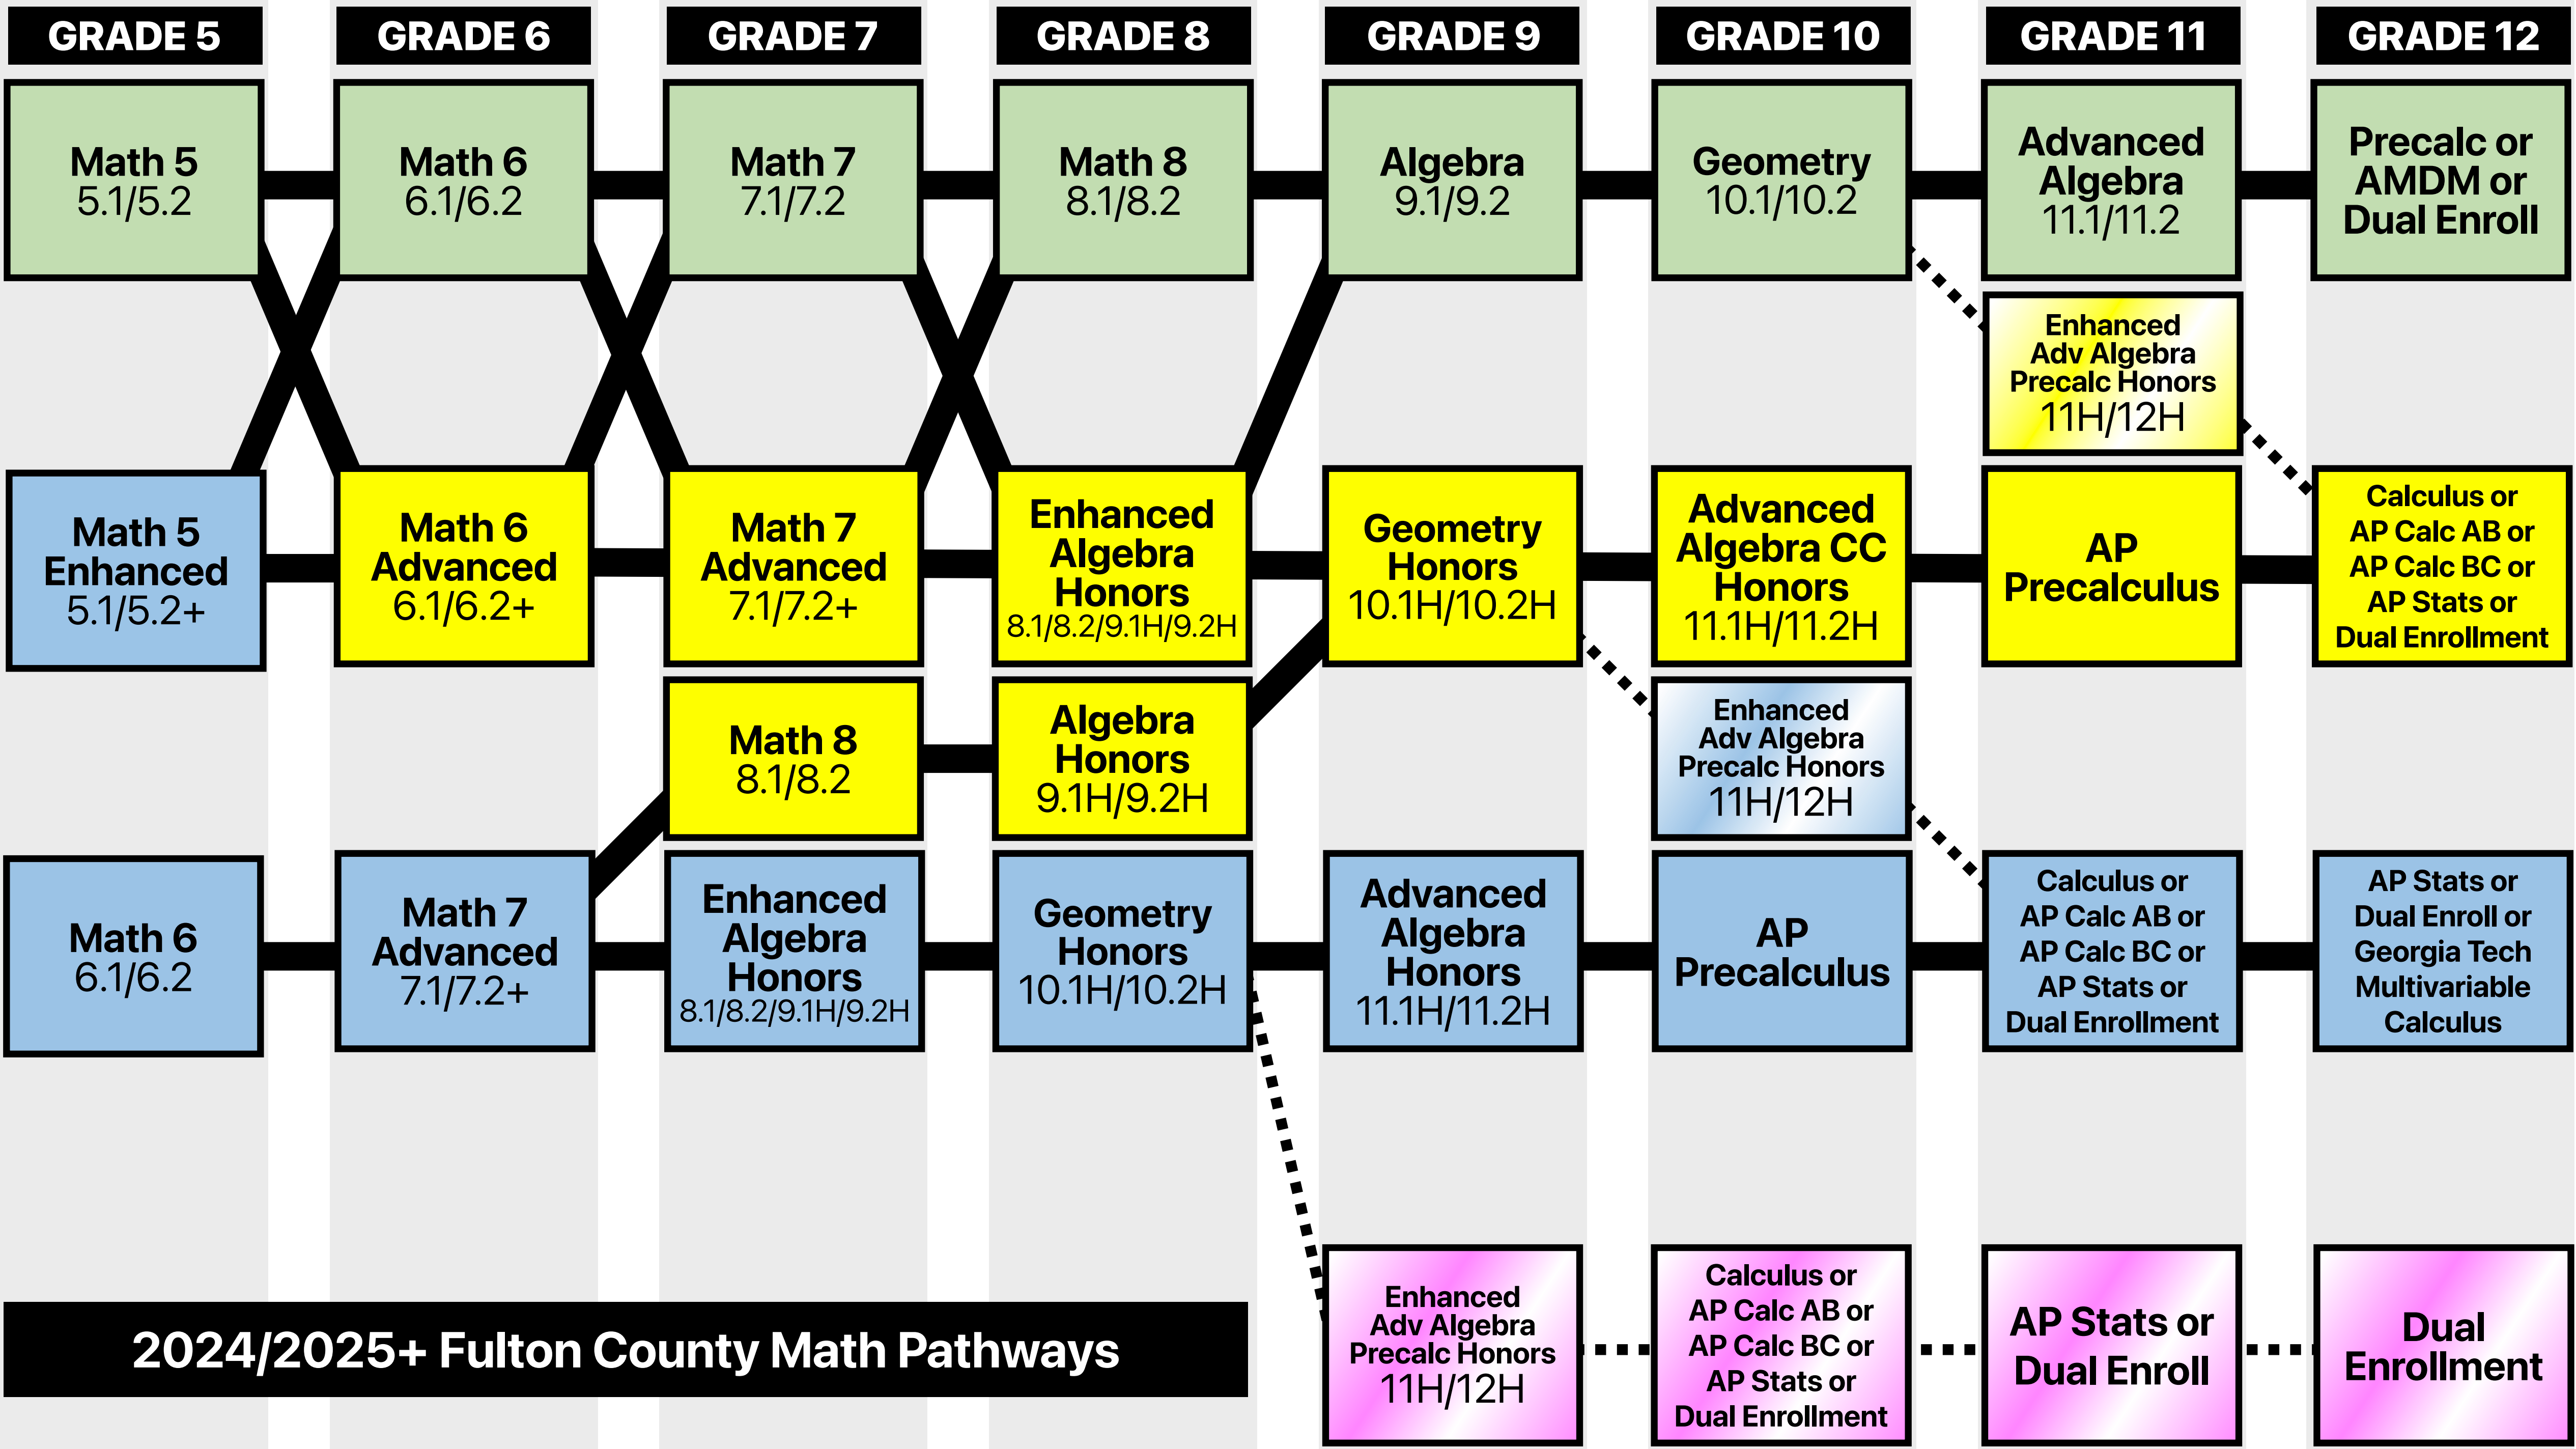 GRADE 5
GRADE 6
GRADE 7
GRADE 8
GRADE 9
GRADE 10
GRADE 11
GRADE 12
Math 5
5.1/5.2
Math 6
6.1/6.2
Math 7
7.1/7.2
Math 8
8.1/8.2
Algebra
9.1/9.2
Geometry
10.1/10.2
Advanced
Algebra
11.1/11.2
Precalc or
AMDM or
Dual Enroll
Enhanced
Adv Algebra
Precalc Honors
11H/12H
Math 5
Enhanced
5.1/5.2+
Math 6
Advanced
6.1/6.2+
Math 7
Advanced
7.1/7.2+
Enhanced
Algebra
Honors
8.1/8.2/9.1H/9.2H
Geometry
Honors
10.1H/10.2H
Advanced
Algebra CC
Honors
11.1H/11.2H
AP
Precalculus
Calculus or
AP Calc AB or
AP Calc BC or
AP Stats or
Dual Enrollment
Math 8
8.1/8.2
Algebra
Honors
9.1H/9.2H
Enhanced
Adv Algebra
Precalc Honors
11H/12H
Math 6
6.1/6.2
Math 7
Advanced
7.1/7.2+
Enhanced
Algebra
Honors
8.1/8.2/9.1H/9.2H
Geometry
Honors
10.1H/10.2H
Advanced
Algebra
Honors
11.1H/11.2H
AP
Precalculus
Calculus or
AP Calc AB or
AP Calc BC or
AP Stats or
Dual Enrollment
AP Stats or
Dual Enroll or
Georgia Tech
Multivariable
Calculus
2024/2025+ Fulton County Math Pathways
Enhanced
Adv Algebra
Precalc Honors
11H/12H
Calculus or
AP Calc AB or
AP Calc BC or
AP Stats or
Dual Enrollment
AP Stats or
Dual Enroll
Dual
Enrollment